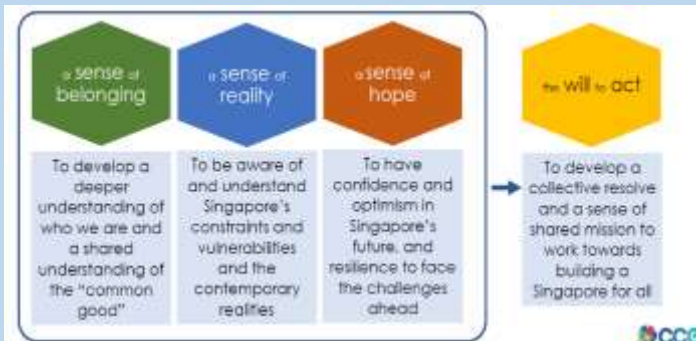 a sense of
belonging
To develop a
deeper
understanding of
who we are and
a shared
understanding of
the “common
good”
a sense of
reality
To be aware of
and understand
Singapore’s
constraints and
vulnerabilities
and the
contemporary
realities
a sense of
hope
To have
confidence and
optimism in
Singapore’s
future, and
resilience to face
the challenges
ahead
the will to act
To develop a
collective resolve
and a sense of
shared mission to
work towards
building a
Singapore for all
CCE